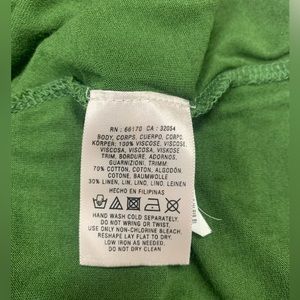 RN : 66170 CA : 32054
BODY, CORPS, CUERPO, CORPO,
KÖRPER: 100% VISCOSE, VISCOSE,
VISCOSA, VISCOSA, VISKOSE
TRIM, BORDURE, ADORNOS,
GUARNIZIONI, TRIMM:
70% COTTON, COTON, ALGODÓN,
COTONE, BAUMWOLLE
30% LINEN, LIN, LINO, LINO, LEINEN
HECHO EN FILIPINAS
HAND WASH COLD SEPARATELY.
DO NOT WRING OR TWIST.
USE ONLY NON-CHLORINE BLEACH.
RESHAPE LAY FLAT TO DRY.
LOW IRON AS NEEDED.
DO NOT DRY CLEAN